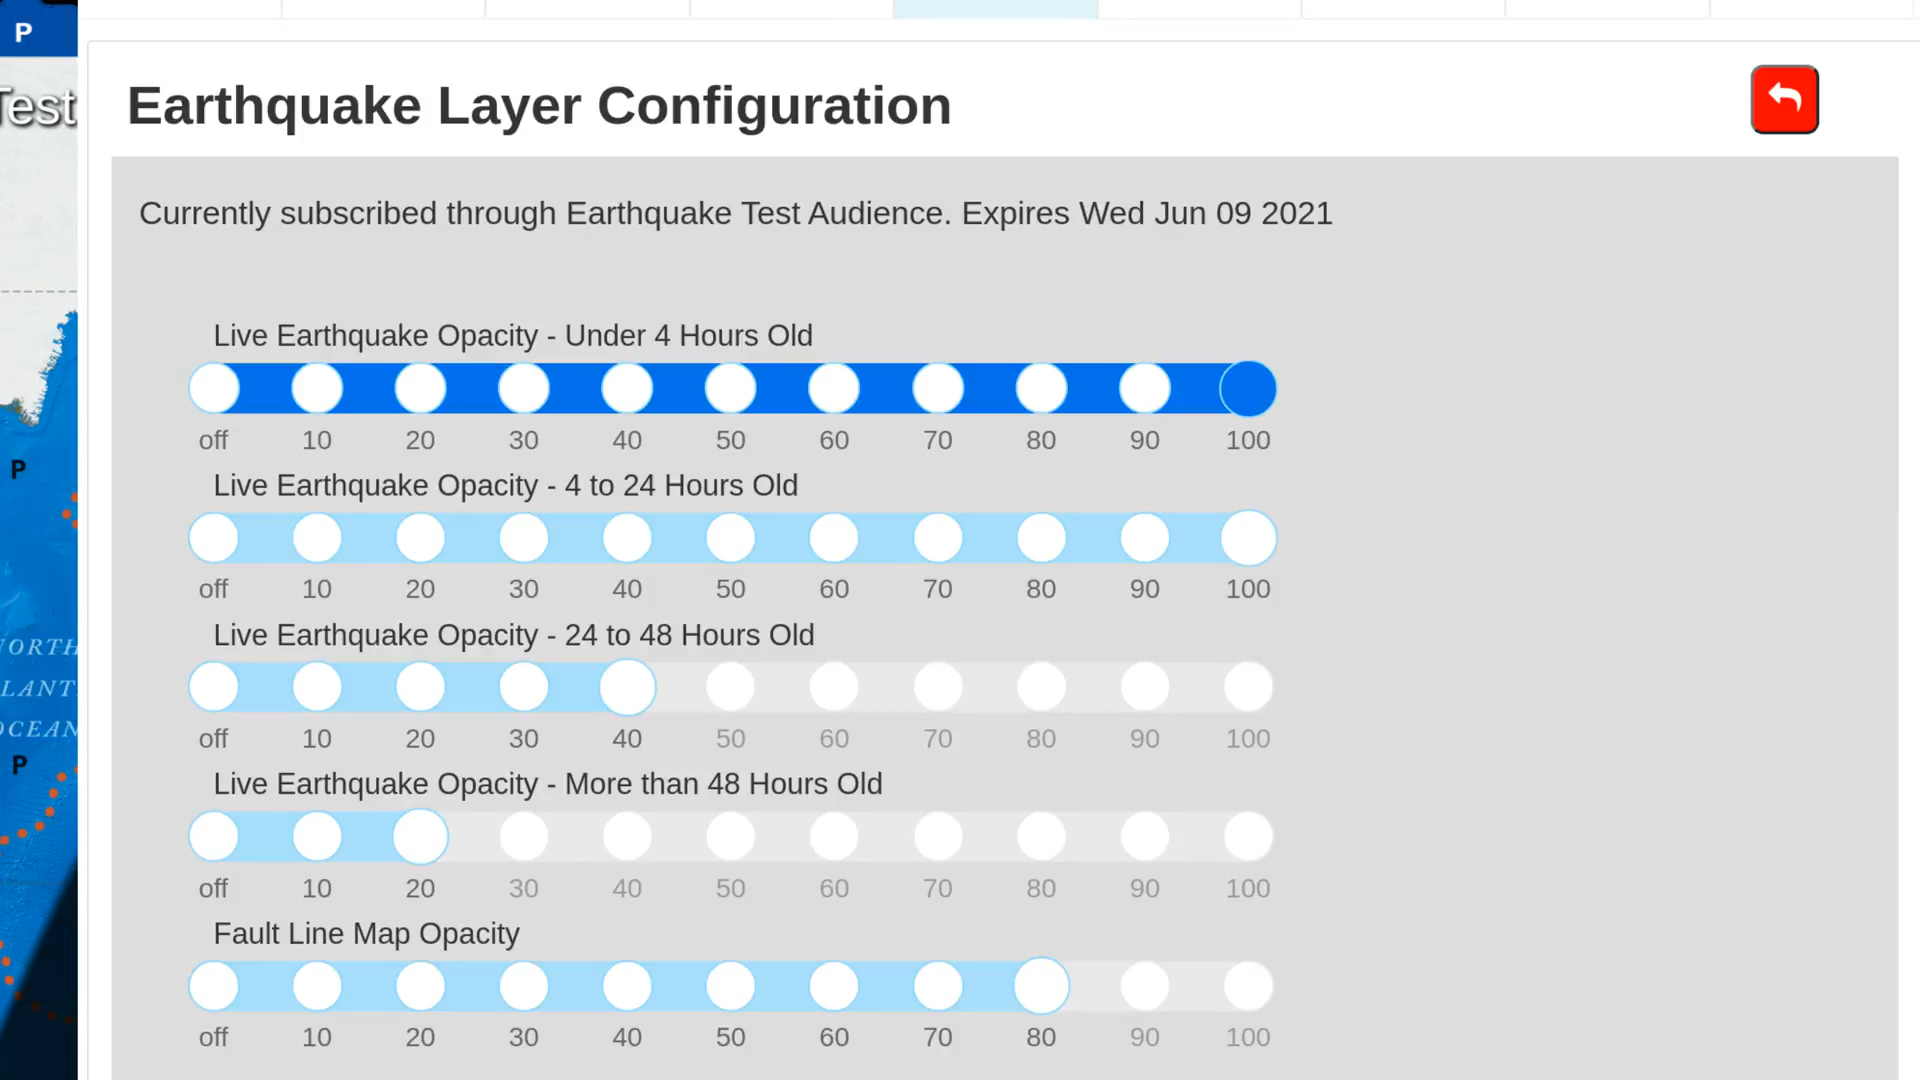 P
Test
Earthquake Layer Configuration
Currently subscribed through Earthquake Test Audience. Expires Wed Jun 09 2021
Live Earthquake Opacity - Under 4 Hours Old
off 10 20 30 40 50 60 70 80 90 100
P
Live Earthquake Opacity - 4 to 24 Hours Old
off 10 20 30 40 50 60 70 80 90 100
Live Earthquake Opacity - 24 to 48 Hours Old
off 10 20 30 40 50 60 70 80 90 100
ORTH
LANT
OCEAN
P
Live Earthquake Opacity - More than 48 Hours Old
off 10 20 30 40 50 60 70 80 90 100
Fault Line Map Opacity
off 10 20 30 40 50 60 70 80 90 100